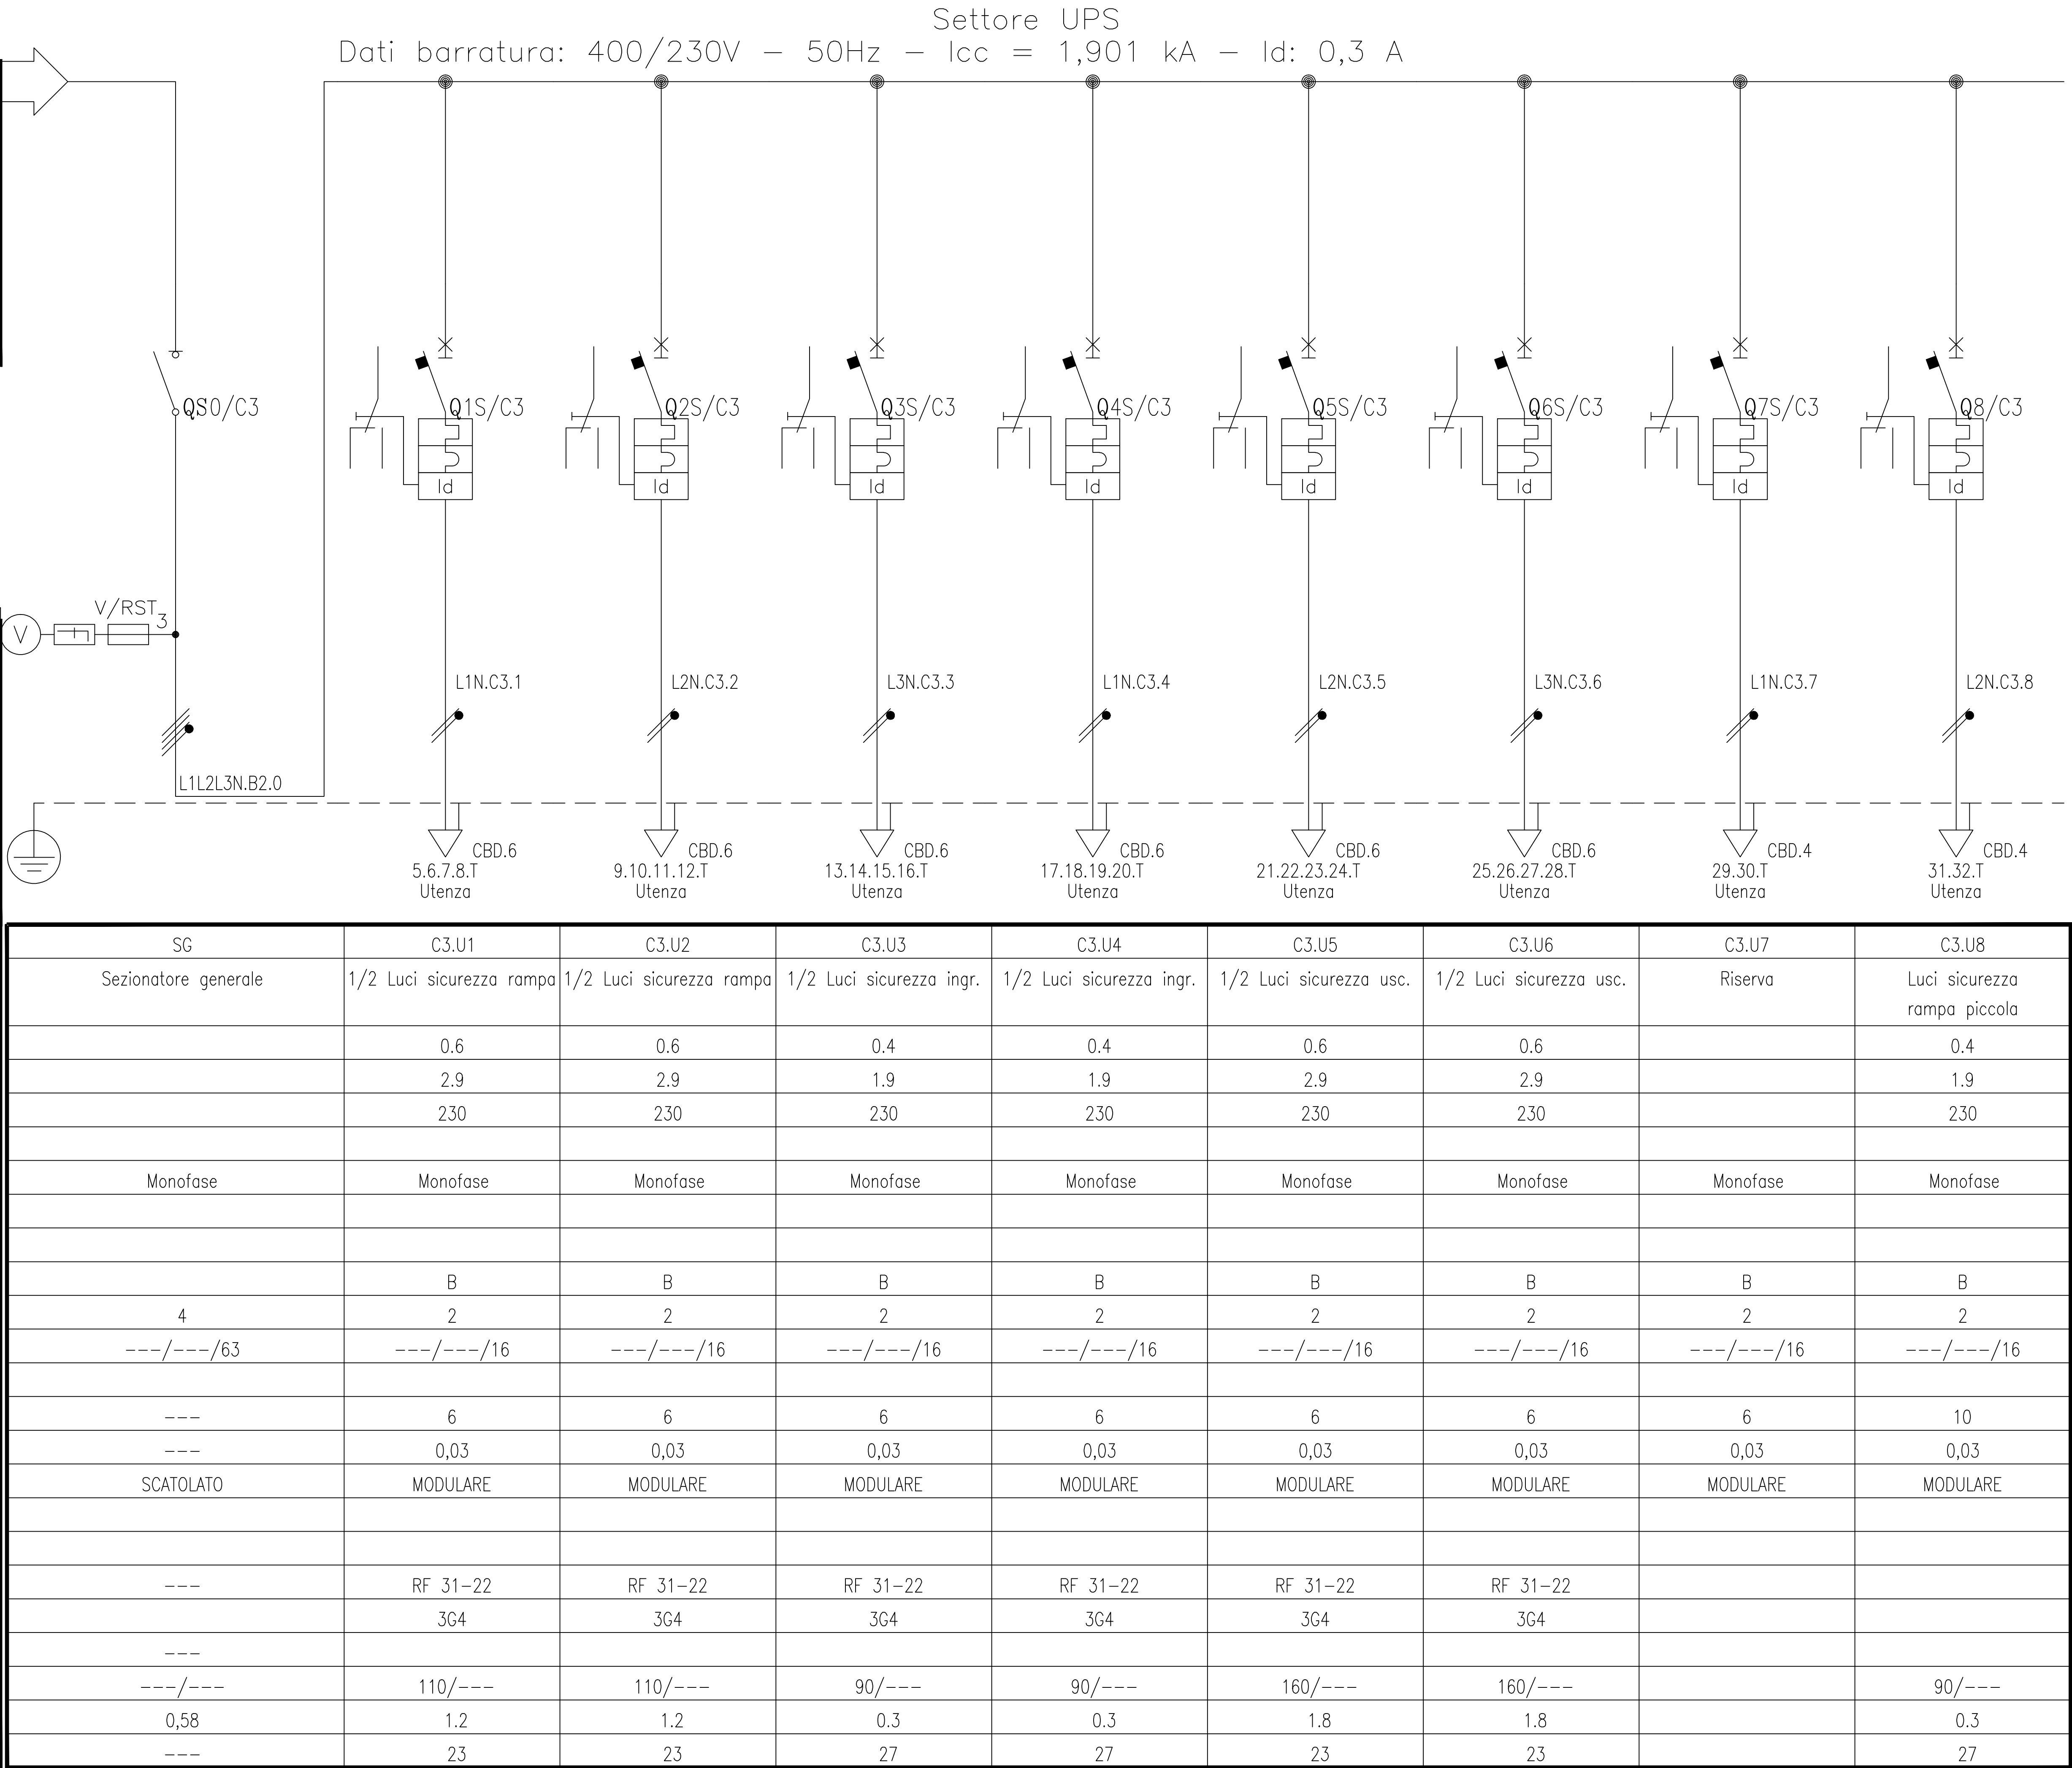 Settore UPS
Dati barratura: 400/230V - 50Hz - Icc = 1,901 kA - Id: 0,3 A
QS0/C3 Q1S/C3 Q2S/C3 Q3S/C3 Q4S/C3 Q5S/C3 Q6S/C3 Q7S/C3 Q8/C3
Id Id Id Id Id Id Id Id
V/RST 3
V
L1N.C3.1 L2N.C3.2 L3N.C3.3 L1N.C3.4 L2N.C3.5 L3N.C3.6 L1N.C3.7 L2N.C3.8
L1L2L3N.B2.0
CBD.6 CBD.6 CBD.6 CBD.6 CBD.6 CBD.6 CBD.4 CBD.4
5.6.7.8.T 9.10.11.12.T 13.14.15.16.T 17.18.19.20.T 21.22.23.24.T 25.26.27.28.T 29.30.T 31.32.T
Utenza Utenza Utenza Utenza Utenza Utenza Utenza Utenza
SG C3.U1 C3.U2 C3.U3 C3.U4 C3.U5 C3.U6 C3.U7 C3.U8
Sezionatore generale 1/2 Luci sicurezza rampa 1/2 Luci sicurezza rampa 1/2 Luci sicurezza ingr. 1/2 Luci sicurezza ingr. 1/2 Luci sicurezza usc. 1/2 Luci sicurezza usc. Riserva Luci sicurezza
rampa piccola
0.6 0.6 0.4 0.4 0.6 0.6 0.4
2.9 2.9 1.9 1.9 2.9 2.9 1.9
230 230 230 230 230 230 230
Monofase Monofase Monofase Monofase Monofase Monofase Monofase Monofase Monofase
B B B B B B B B
4 2 2 2 2 2 2 2 2
---/---/63 ---/---/16 ---/---/16 ---/---/16 ---/---/16 ---/---/16 ---/---/16 ---/---/16 ---/---/16
--- 6 6 6 6 6 6 6 10
--- 0,03 0,03 0,03 0,03 0,03 0,03 0,03 0,03
SCATOLATO MODULARE MODULARE MODULARE MODULARE MODULARE MODULARE MODULARE MODULARE
--- RF 31-22 RF 31-22 RF 31-22 RF 31-22 RF 31-22 RF 31-22
3G4 3G4 3G4 3G4 3G4 3G4
---
---/--- 110/--- 110/--- 90/--- 90/--- 160/--- 160/--- 90/---
0,58 1.2 1.2 0.3 0.3 1.8 1.8 0.3
--- 23 23 27 27 23 23 27